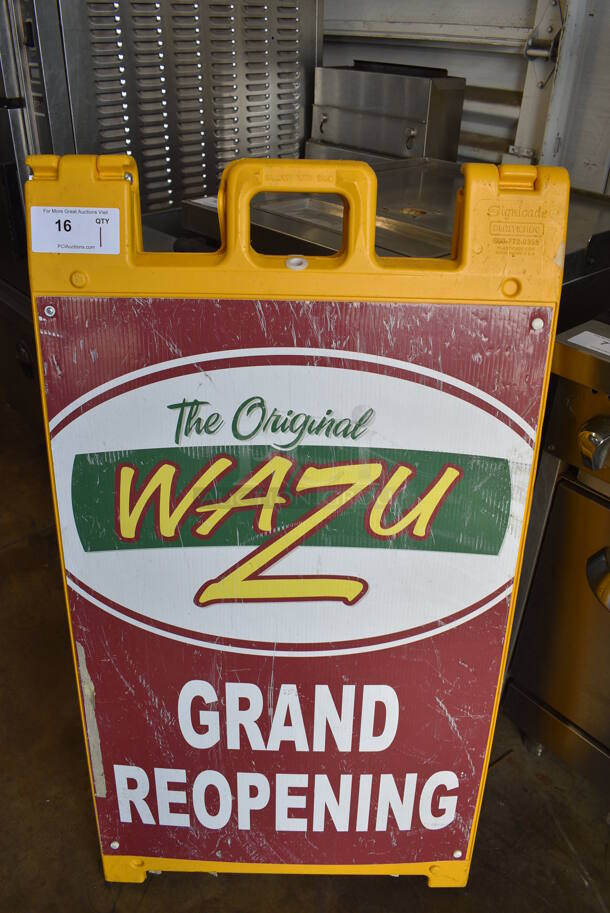 For More Great Auctions Visit
16
QTY
1
PCIAuctions.com
Signicade
The Original
WAZU
GRAND
REOPENING